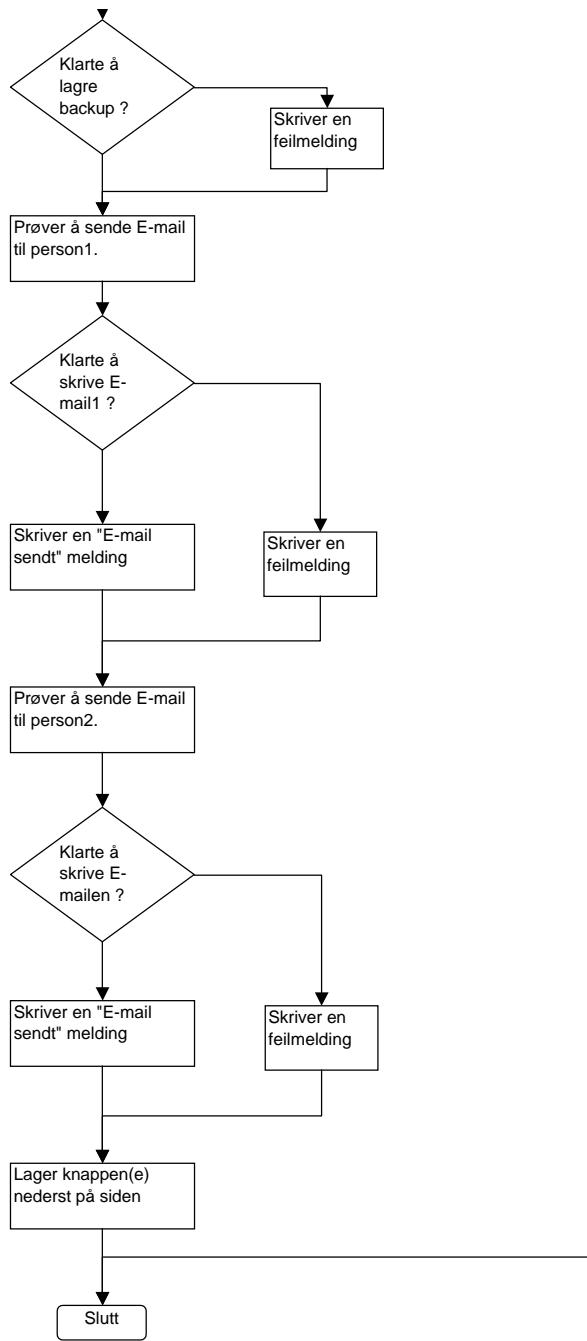 Klarte å
lagre
backup ?
Skriver en
feilmelding
Prøver å sende E-mail
til person1.
Klarte å
skrive E-
mail1 ?
Skriver en "E-mail
sendt" melding
Skriver en
feilmelding
Prøver å sende E-mail
til person2.
Klarte å
skrive E-
mailen ?
Skriver en "E-mail
sendt" melding
Skriver en
feilmelding
Lager knappen(e)
nederst på siden
Slutt